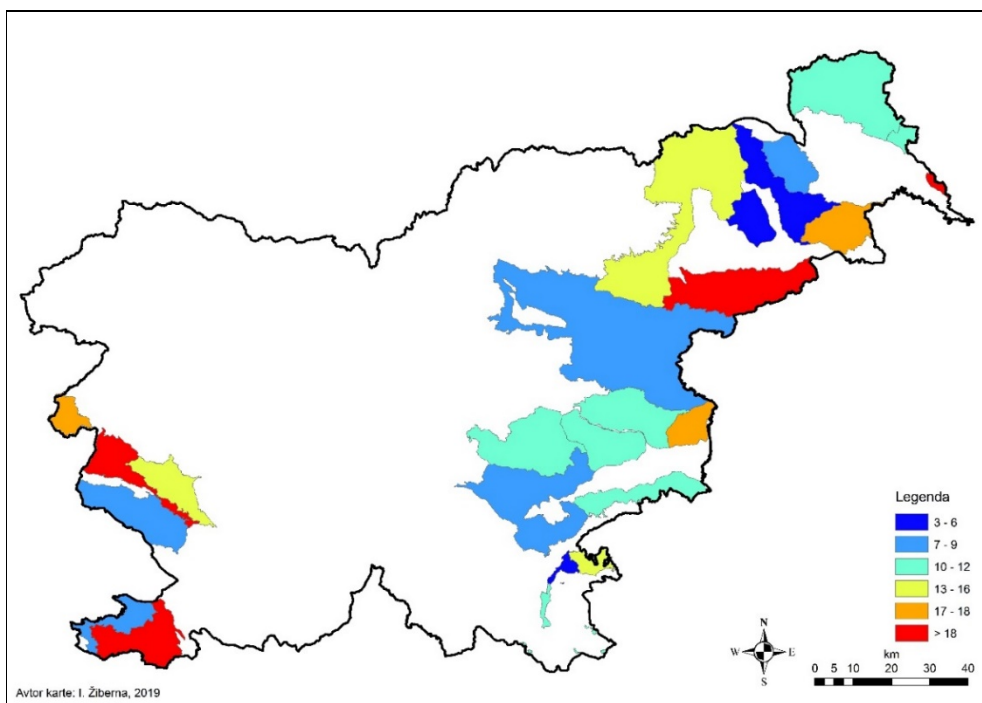 Legenda
3 - 6
7 - 9
10 - 12
13 - 16
17 - 18
> 18
N
W E
S
km
0 5 10 20 30 40
Avtor karte: I. Žiberna, 2019